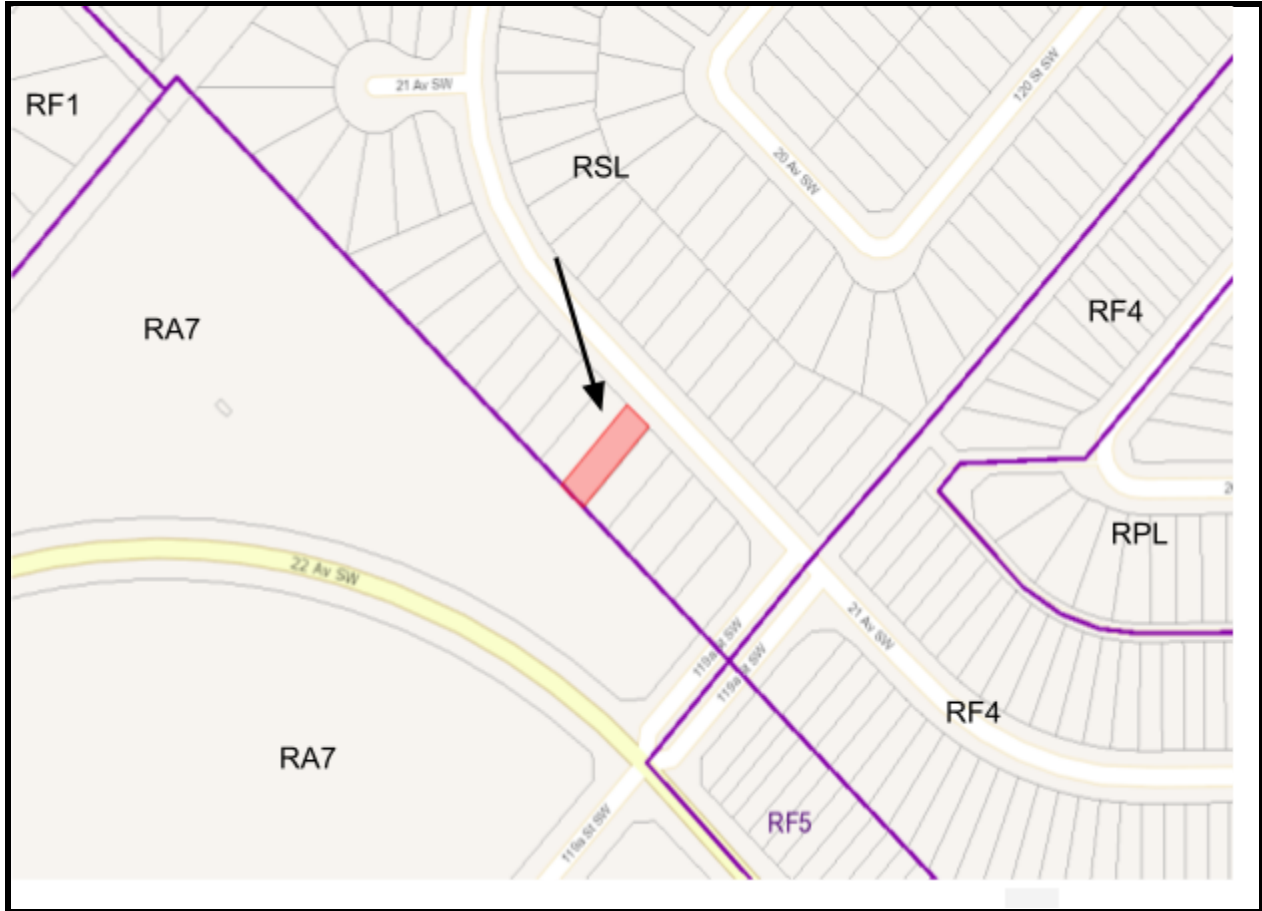 21 Av SW
120 St SW
RF1
RSL
20 Av SW
RF4
RA7
RPL
22 Av SW
21 Av SW
119a St SW
119a St SW
RF4
RA7
RF5
119a St SW